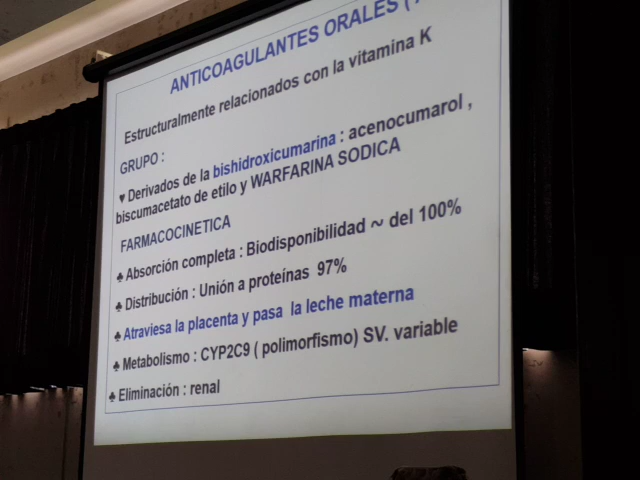 ANTICOAGULANTES ORALES (
Estructuralmente relacionados con la vitamina K
GRUPO :
♥ Derivados de la bishidroxicumarina : acenocumarol ,
biscumacetato de etilo y WARFARINA SODICA
FARMACOCINETICA
♣ Absorción completa : Biodisponibilidad ~ del 100%
♣ Distribución : Unión a proteínas 97%
♣ Atraviesa la placenta y pasa la leche materna
♣ Metabolismo : CYP2C9 ( polimorfismo) SV. variable
♣ Eliminación : renal